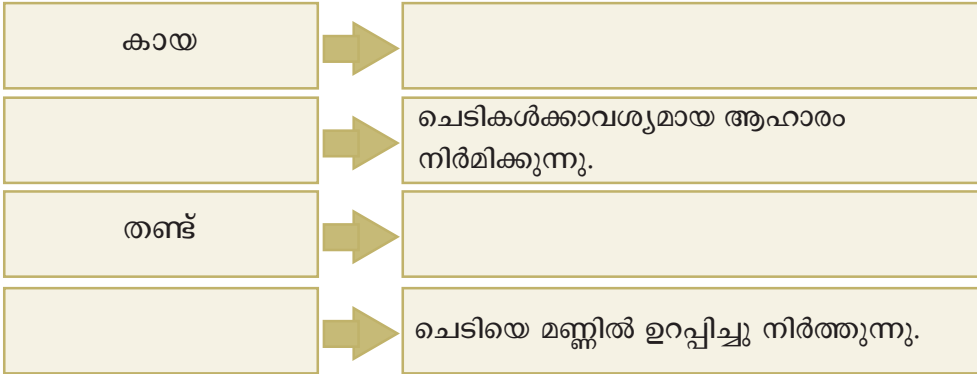 കായ
ചെടികൾക്കാവശ്യമായ ആഹാരം
നിർമിക്കുന്നു.
തണ്ട്
ചെടിയെ മണ്ണിൽ ഉറപ്പിച്ചു നിർത്തുന്നു.